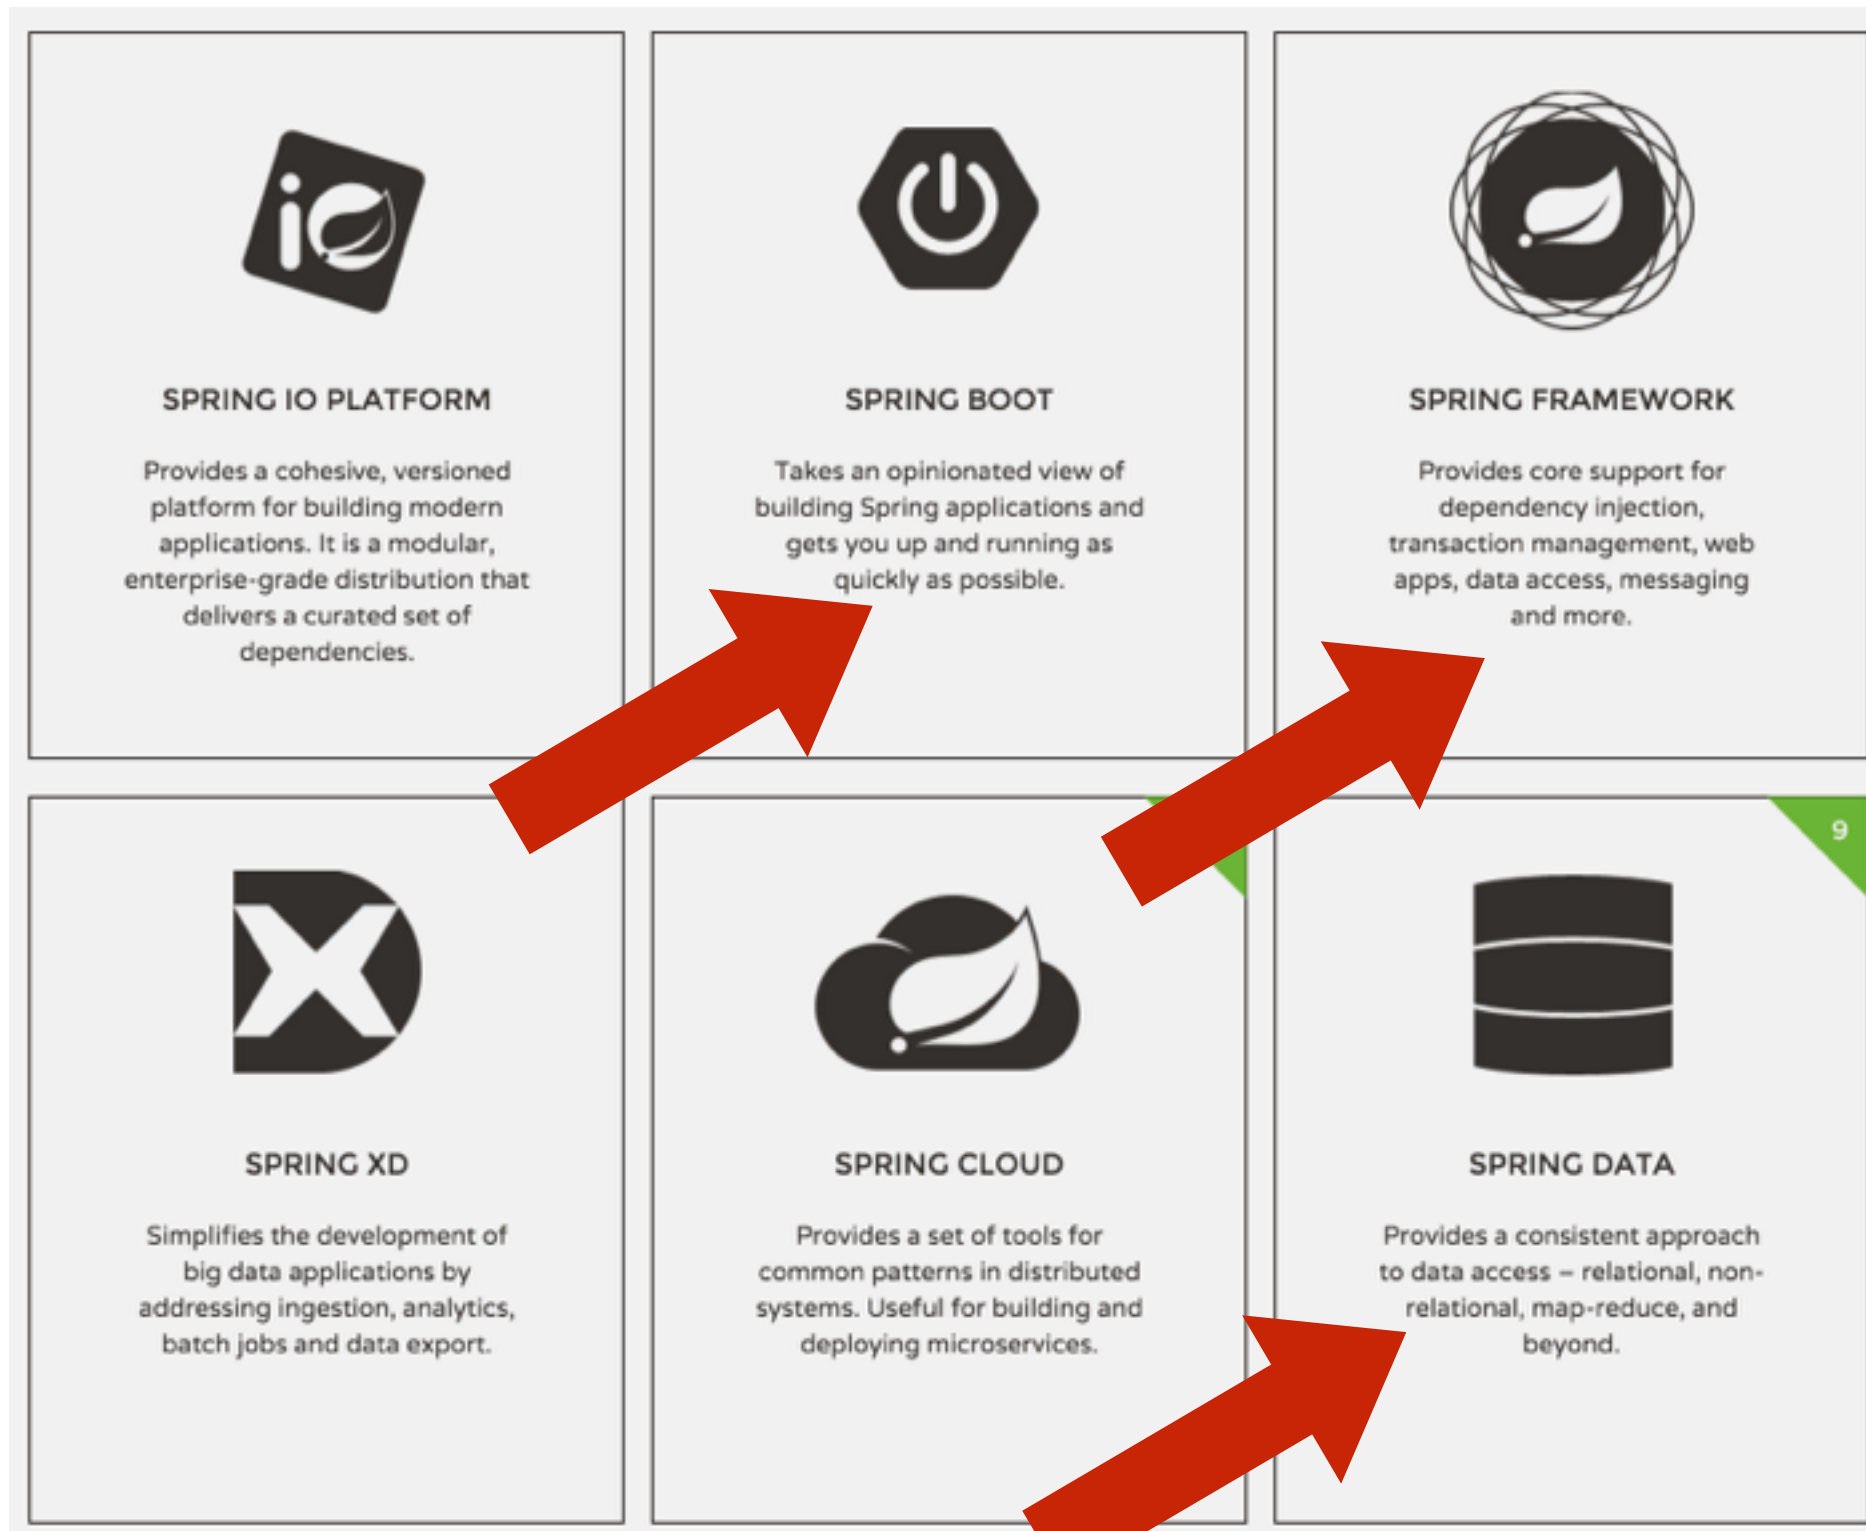 io
SPRING IO PLATFORM
Provides a cohesive, versioned
platform for building modern
applications. It is a modular,
enterprise-grade distribution that
delivers a curated set of
dependencies.
SPRING BOOT
Takes an opinionated view of
building Spring applications and
gets you up and running as
quickly as possible.
SPRING FRAMEWORK
Provides core support for
dependency injection,
transaction management, web
apps, data access, messaging
and more.
XD
SPRING XD
Simplifies the development of
big data applications by
addressing ingestion, analytics,
batch jobs and data export.
SPRING CLOUD
Provides a set of tools for
common patterns in distributed
systems. Useful for building and
deploying microservices.
9
SPRING DATA
Provides a consistent approach
to data access – relational, non-
relational, map-reduce, and
beyond.